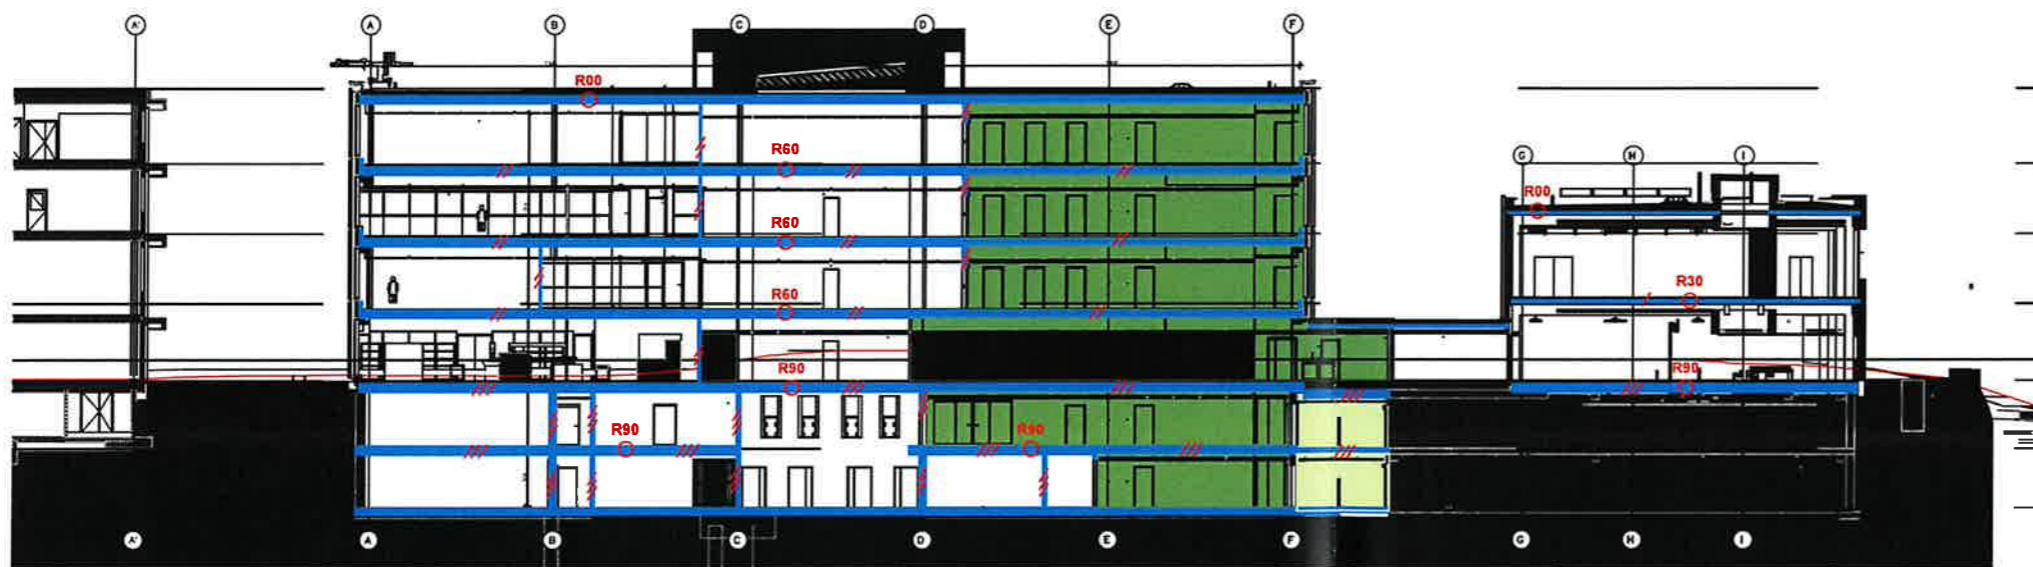 A' A B C D E F
R00
R60
G H I
R00
R60
R60
R30
R90
R90
R90
R90
A' A B C D E F G H I